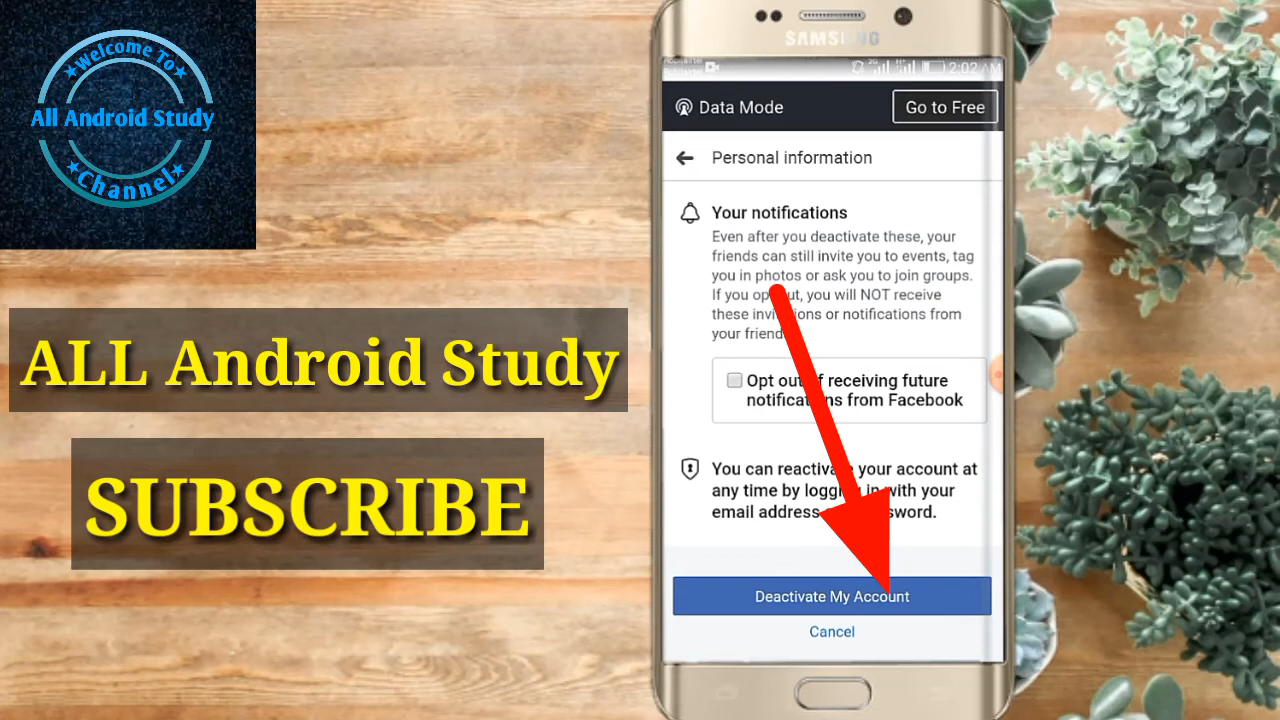 Welcome To
All Android Study
Channel
ALL Android Study
SUBSCRIBE
SAMSUNG
2G
2:02 AM
Data Mode
Go to Free
Personal information
Your notifications
Even after you deactivate these, your
friends can still invite you to events, tag
you in photos or ask you to join groups.
If you opt out, you will NOT receive
these invitations or notifications from
your friends.
Opt out of receiving future
notifications from Facebook
You can reactivate your account at
any time by logging in with your
email address and password.
Deactivate My Account
Cancel